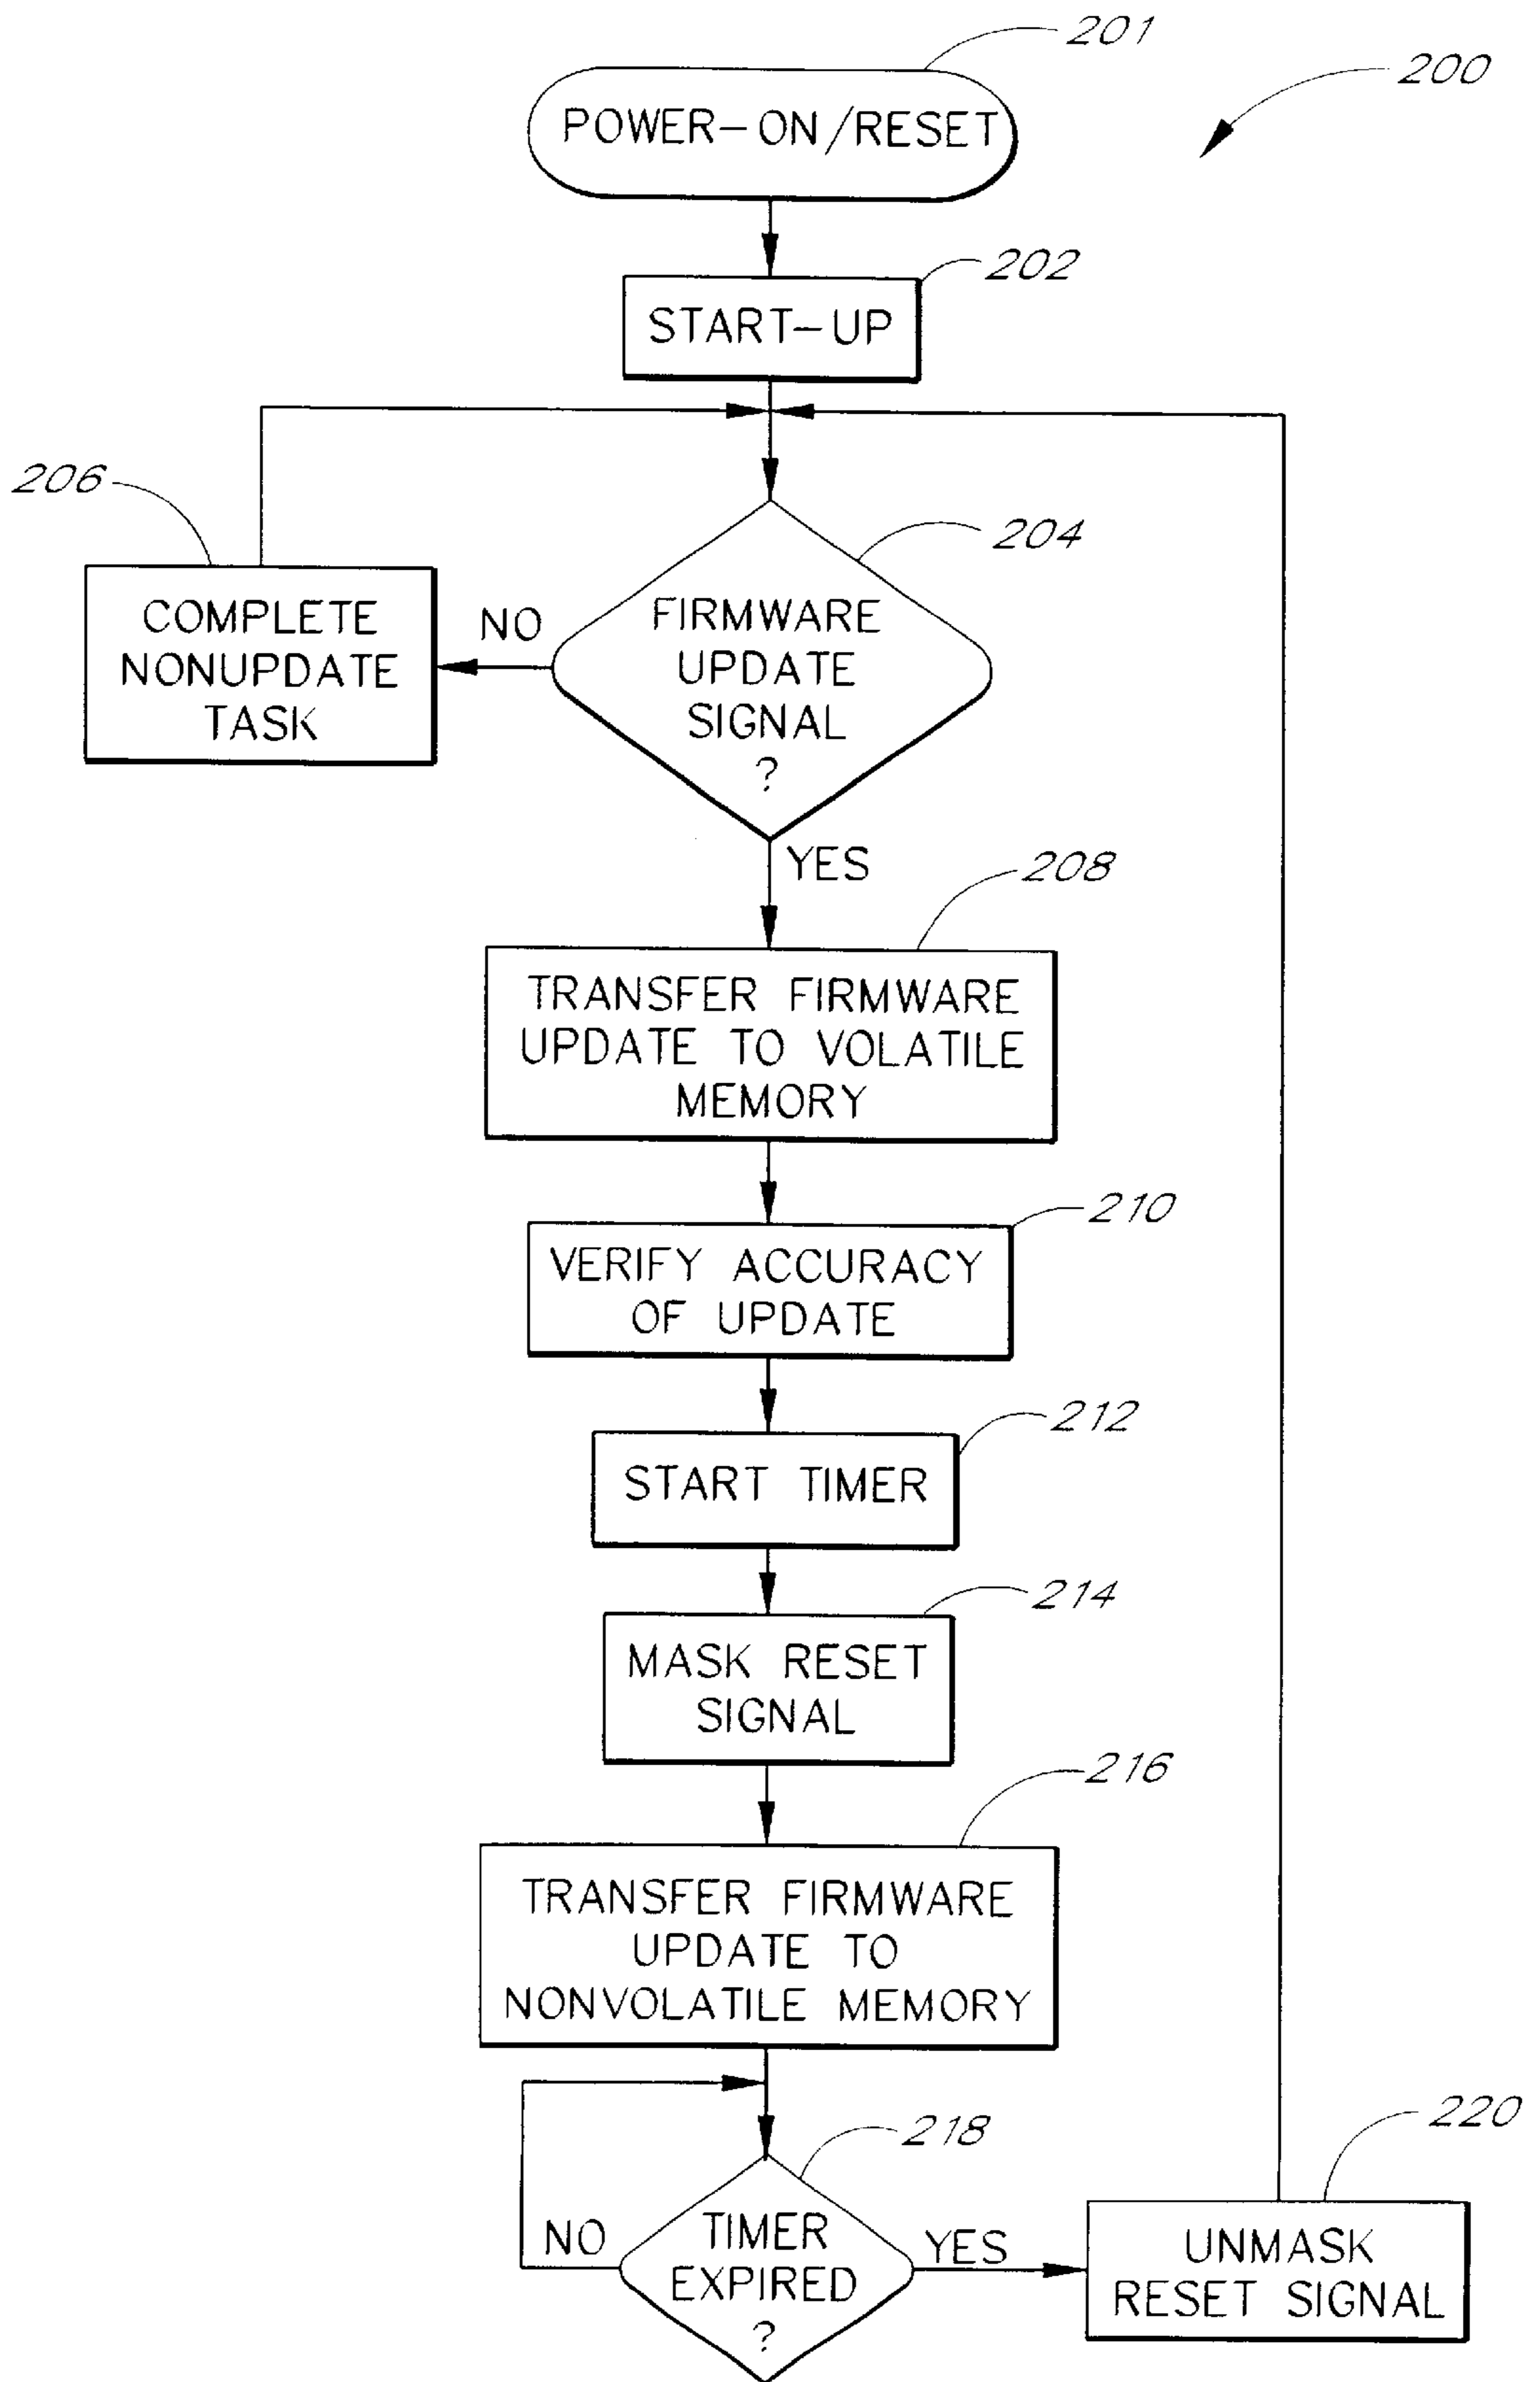 201
200
POWER-ON/RESET
202
START-UP
206
204
COMPLETE
NONUPDATE
TASK
NO
FIRMWARE
UPDATE
SIGNAL
?
YES
208
TRANSFER FIRMWARE
UPDATE TO VOLATILE
MEMORY
210
VERIFY ACCURACY
OF UPDATE
212
START TIMER
214
MASK RESET
SIGNAL
216
TRANSFER FIRMWARE
UPDATE TO
NONVOLATILE MEMORY
218
220
NO
TIMER
EXPIRED
?
YES
UNMASK
RESET SIGNAL